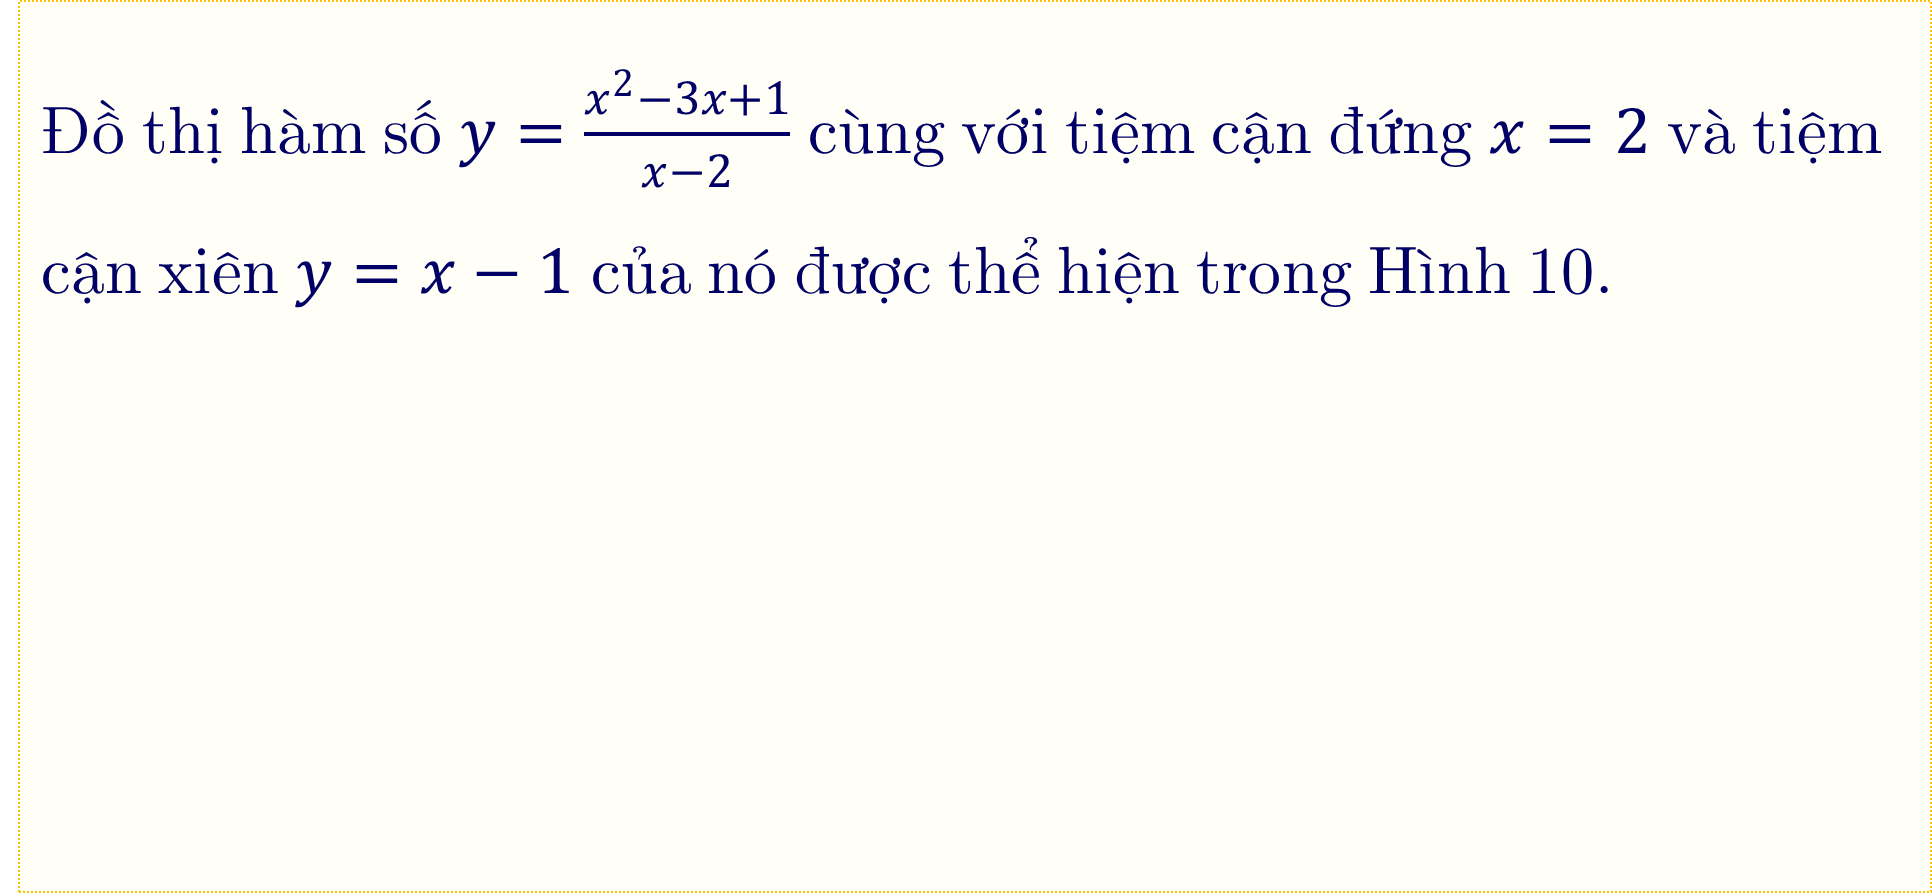 Đồ thị hàm số y = \frac{x^2-3x+1}{x-2} cùng với tiệm cận đứng x = 2 và tiệm
cận xiên y = x − 1 của nó được thể hiện trong Hình 10.